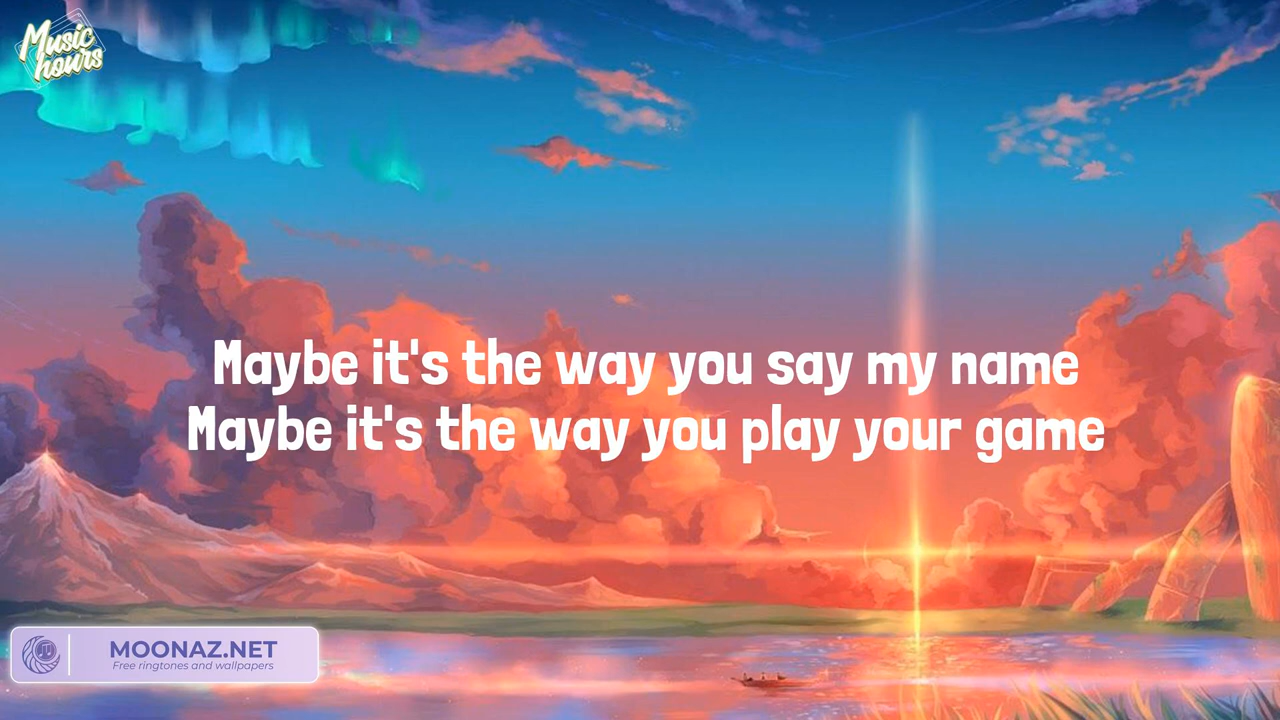 Music
hours
Maybe it's the way you say my name
Maybe it's the way you play your game
MOONAZ.NET
Free ringtones and wallpapers